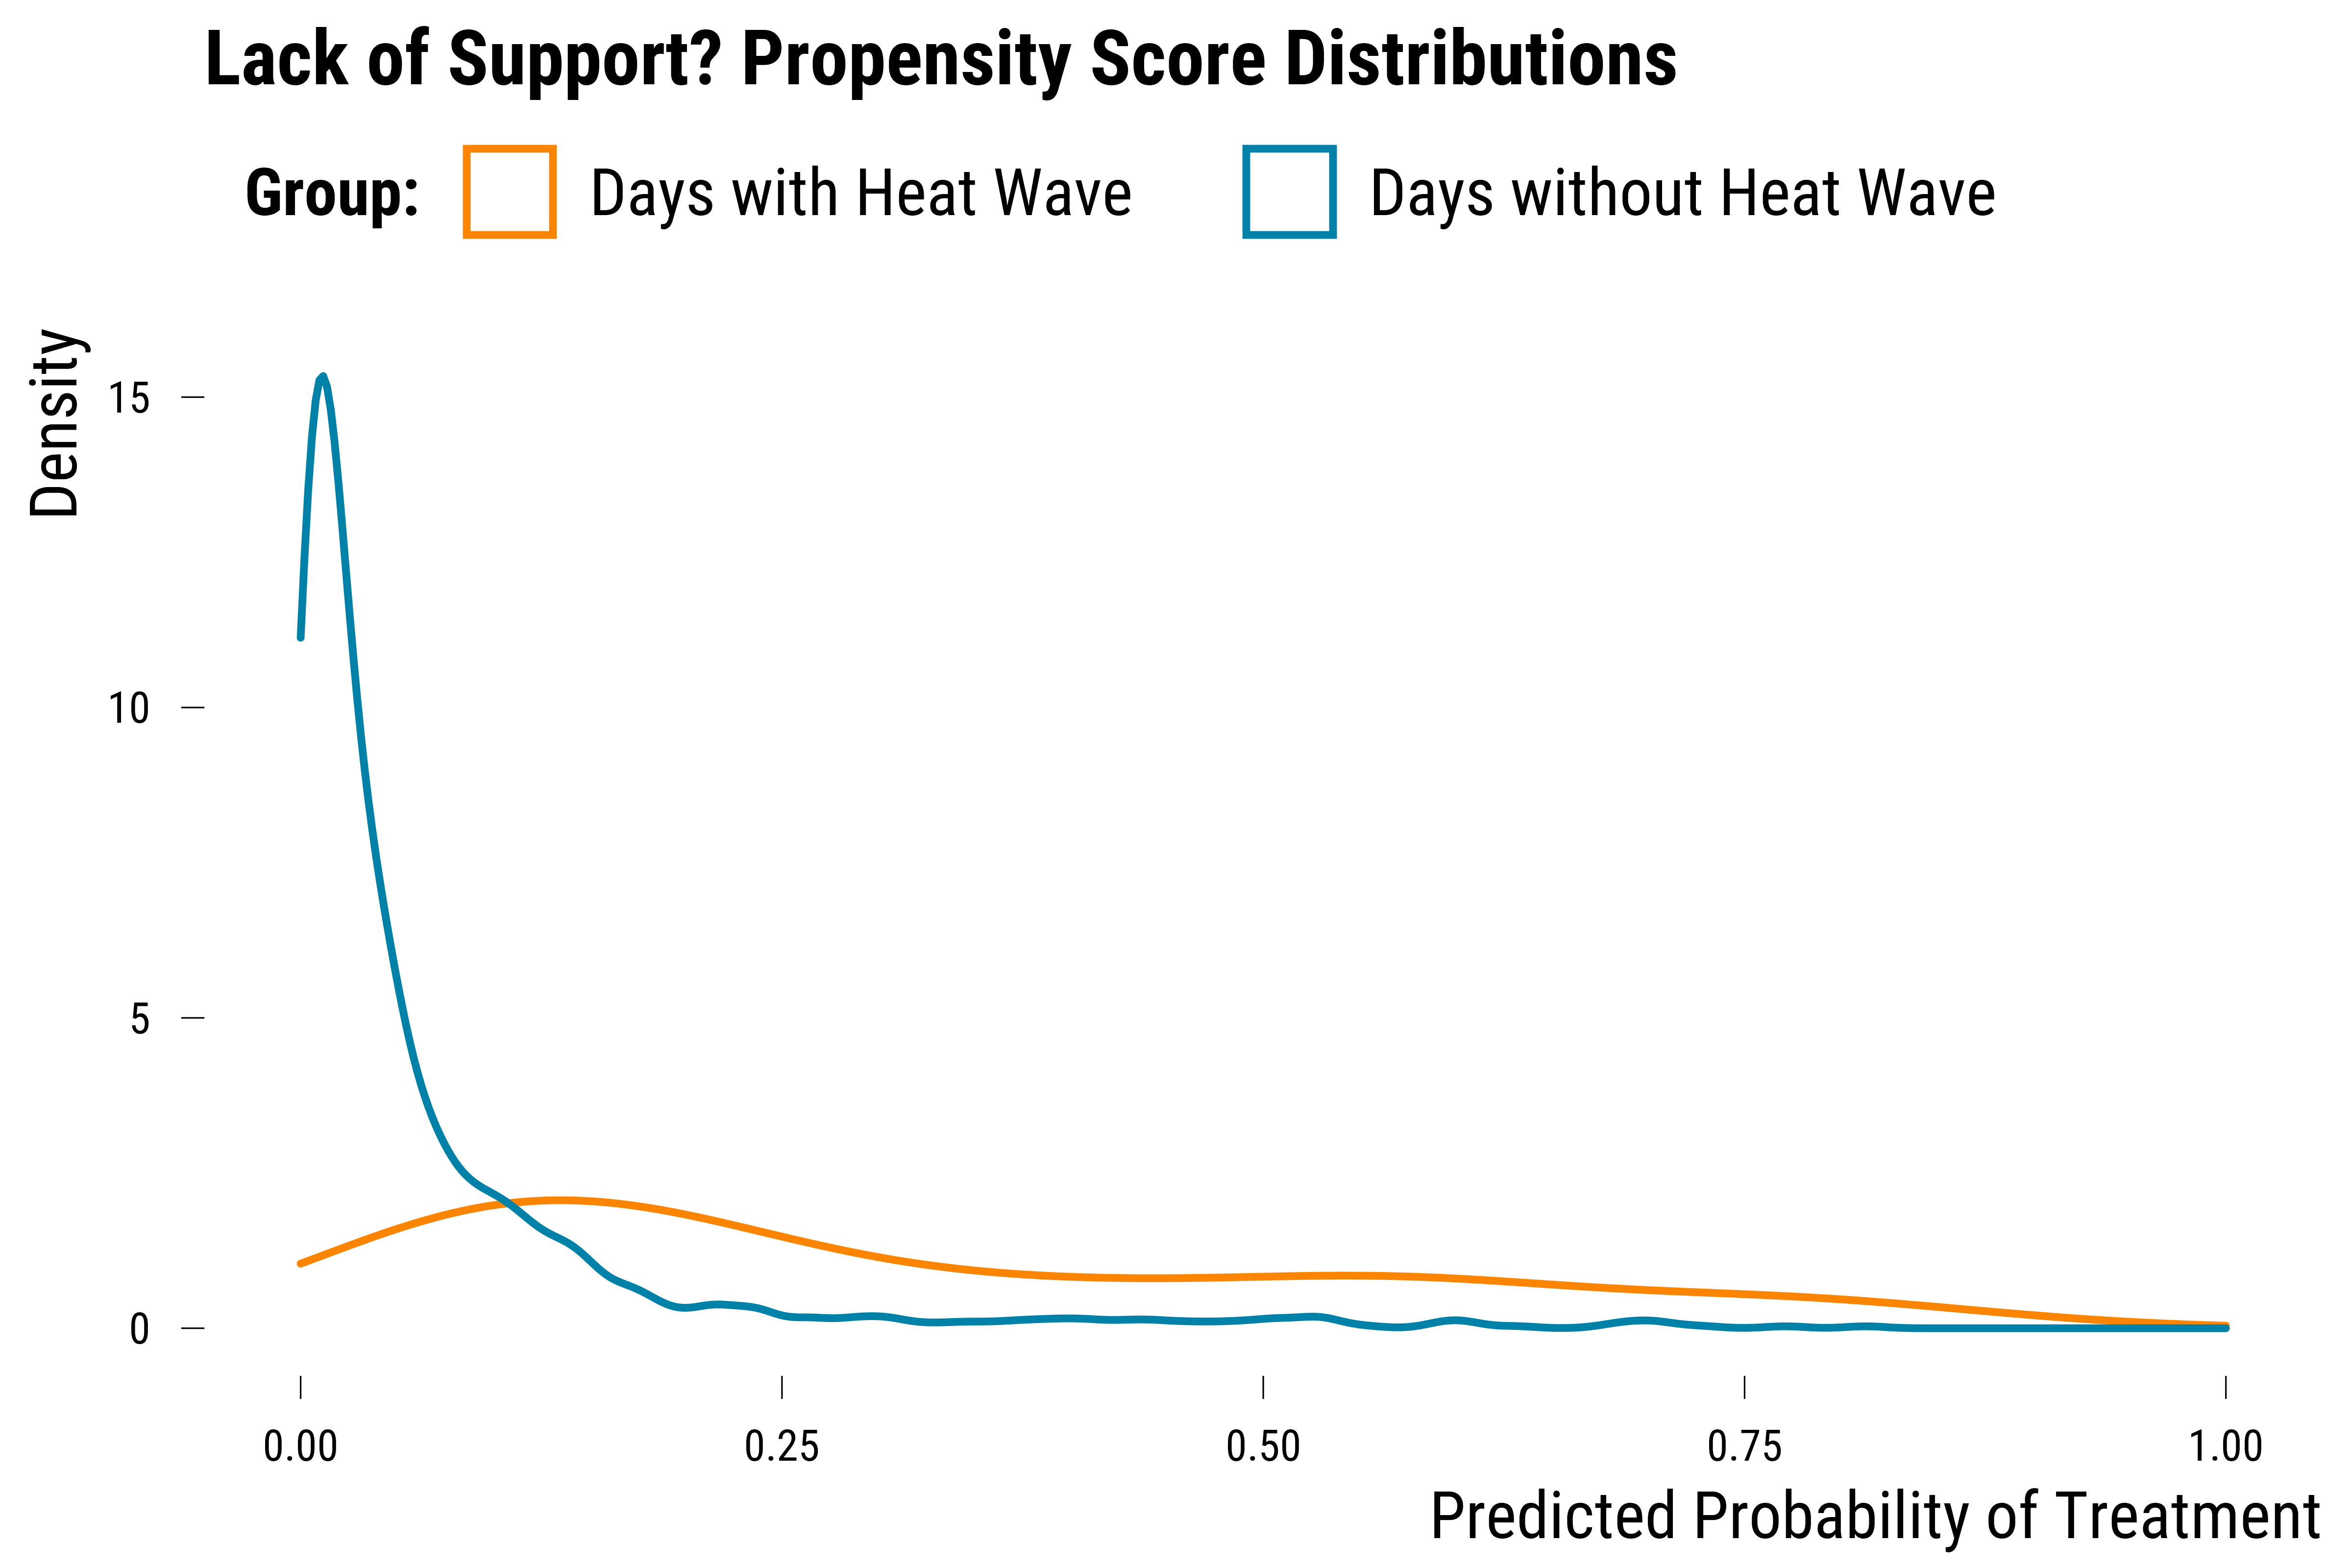 Lack of Support? Propensity Score Distributions
Group: Days with Heat Wave Days without Heat Wave
Density
15
10
5
0
0.00 0.25 0.50 0.75 1.00
Predicted Probability of Treatment